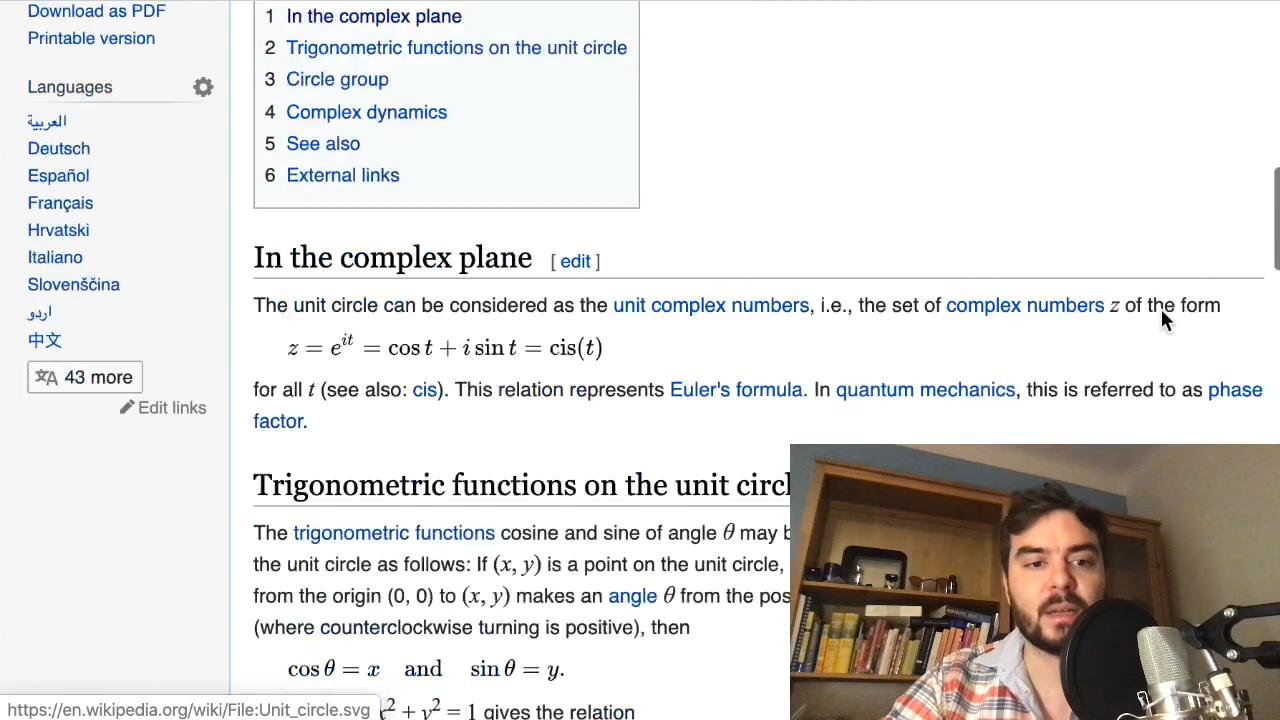 Download as PDF
Printable version
Languages
العربية
Deutsch
Español
Français
Hrvatski
Italiano
Slovenščina
اردو
中文
43 more
Edit links
1 In the complex plane
2 Trigonometric functions on the unit circle
3 Circle group
4 Complex dynamics
5 See also
6 External links
In the complex plane [ edit ]
The unit circle can be considered as the unit complex numbers, i.e., the set of complex numbers z of the form
z = e^{it} = cos t + i sin t = cis(t)
for all t (see also: cis). This relation represents Euler's formula. In quantum mechanics, this is referred to as phase
factor.
Trigonometric functions on the unit circl
The trigonometric functions cosine and sine of angle θ may b
the unit circle as follows: If (x, y) is a point on the unit circle,
from the origin (0, 0) to (x, y) makes an angle θ from the pos
(where counterclockwise turning is positive), then
cos θ = x and sin θ = y.
x² + y² = 1 gives the relation
https://en.wikipedia.org/wiki/File:Unit_circle.svg